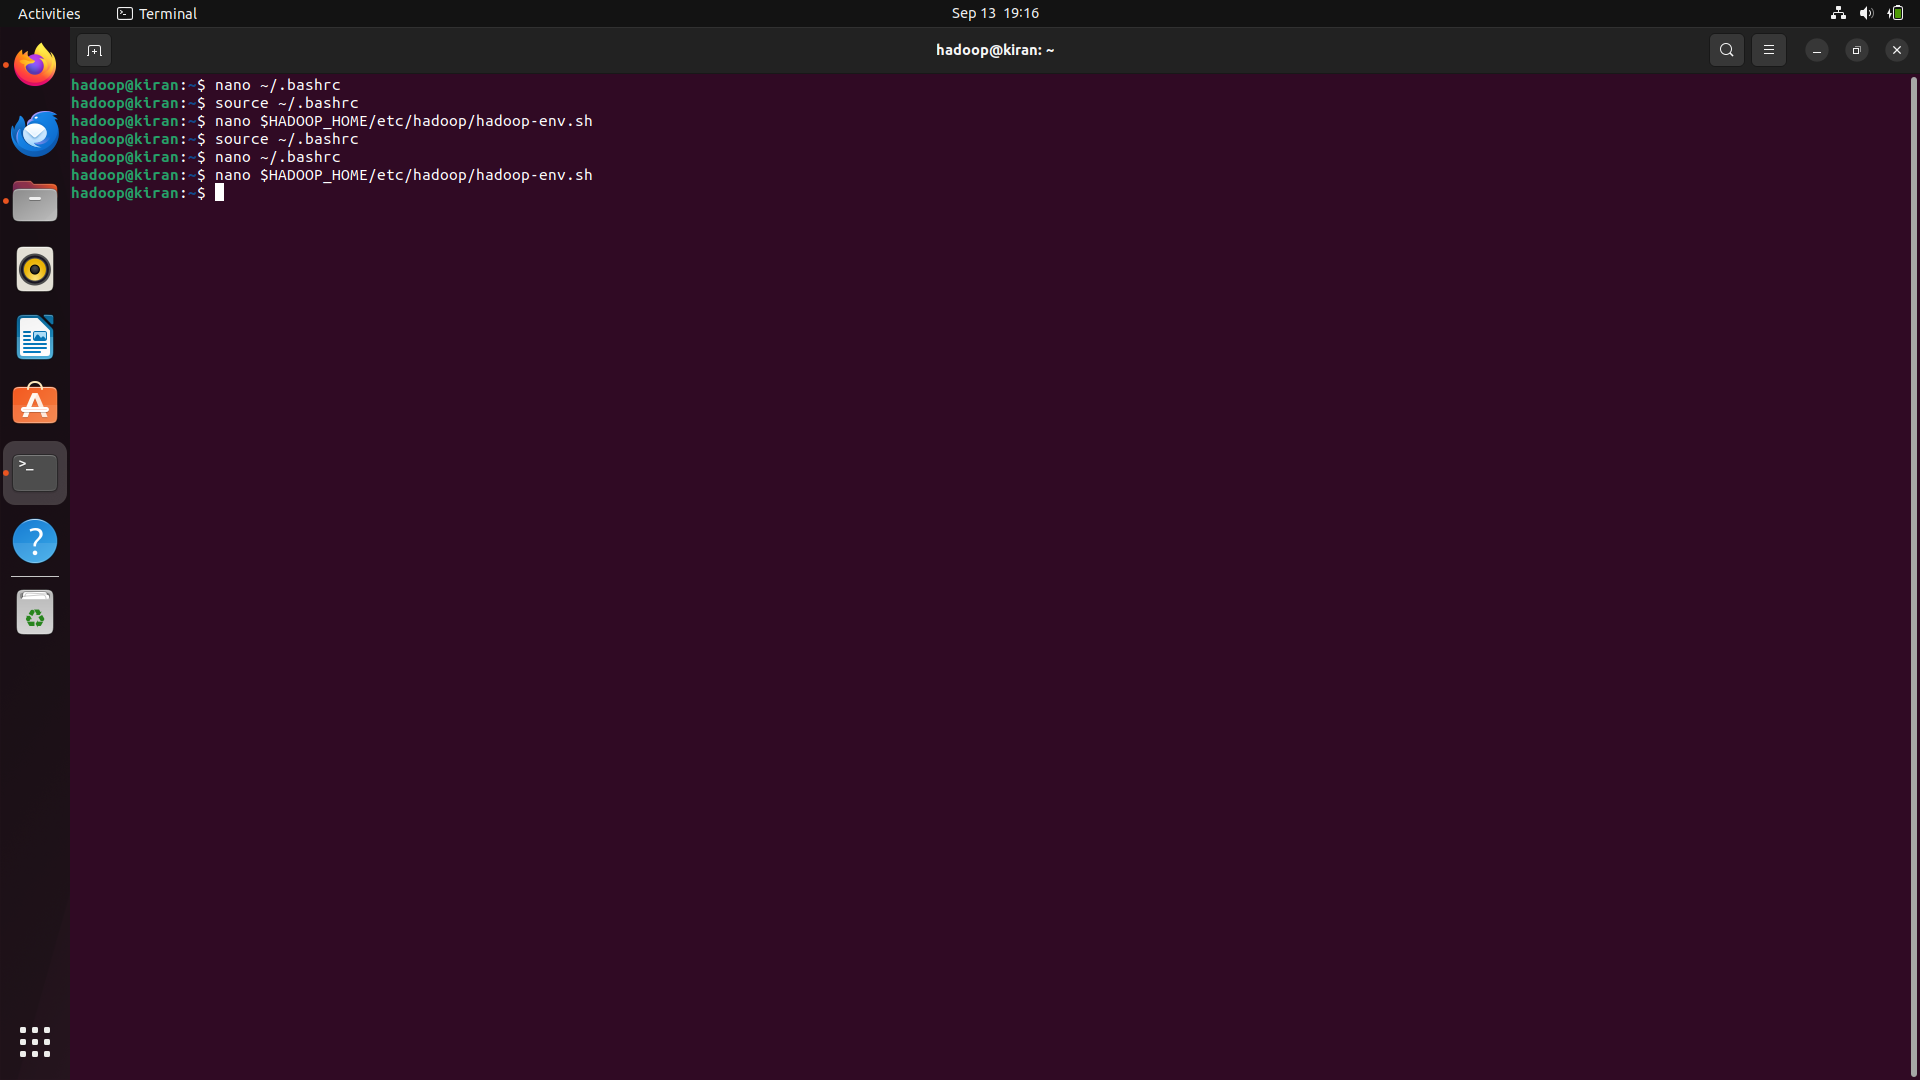 Activities Terminal Sep 13 19:16
hadoop@kiran: ~
hadoop@kiran:~$ nano ~/.bashrc
hadoop@kiran:~$ source ~/.bashrc
hadoop@kiran:~$ nano $HADOOP_HOME/etc/hadoop/hadoop-env.sh
hadoop@kiran:~$ source ~/.bashrc
hadoop@kiran:~$ nano ~/.bashrc
hadoop@kiran:~$ nano $HADOOP_HOME/etc/hadoop/hadoop-env.sh
hadoop@kiran:~$